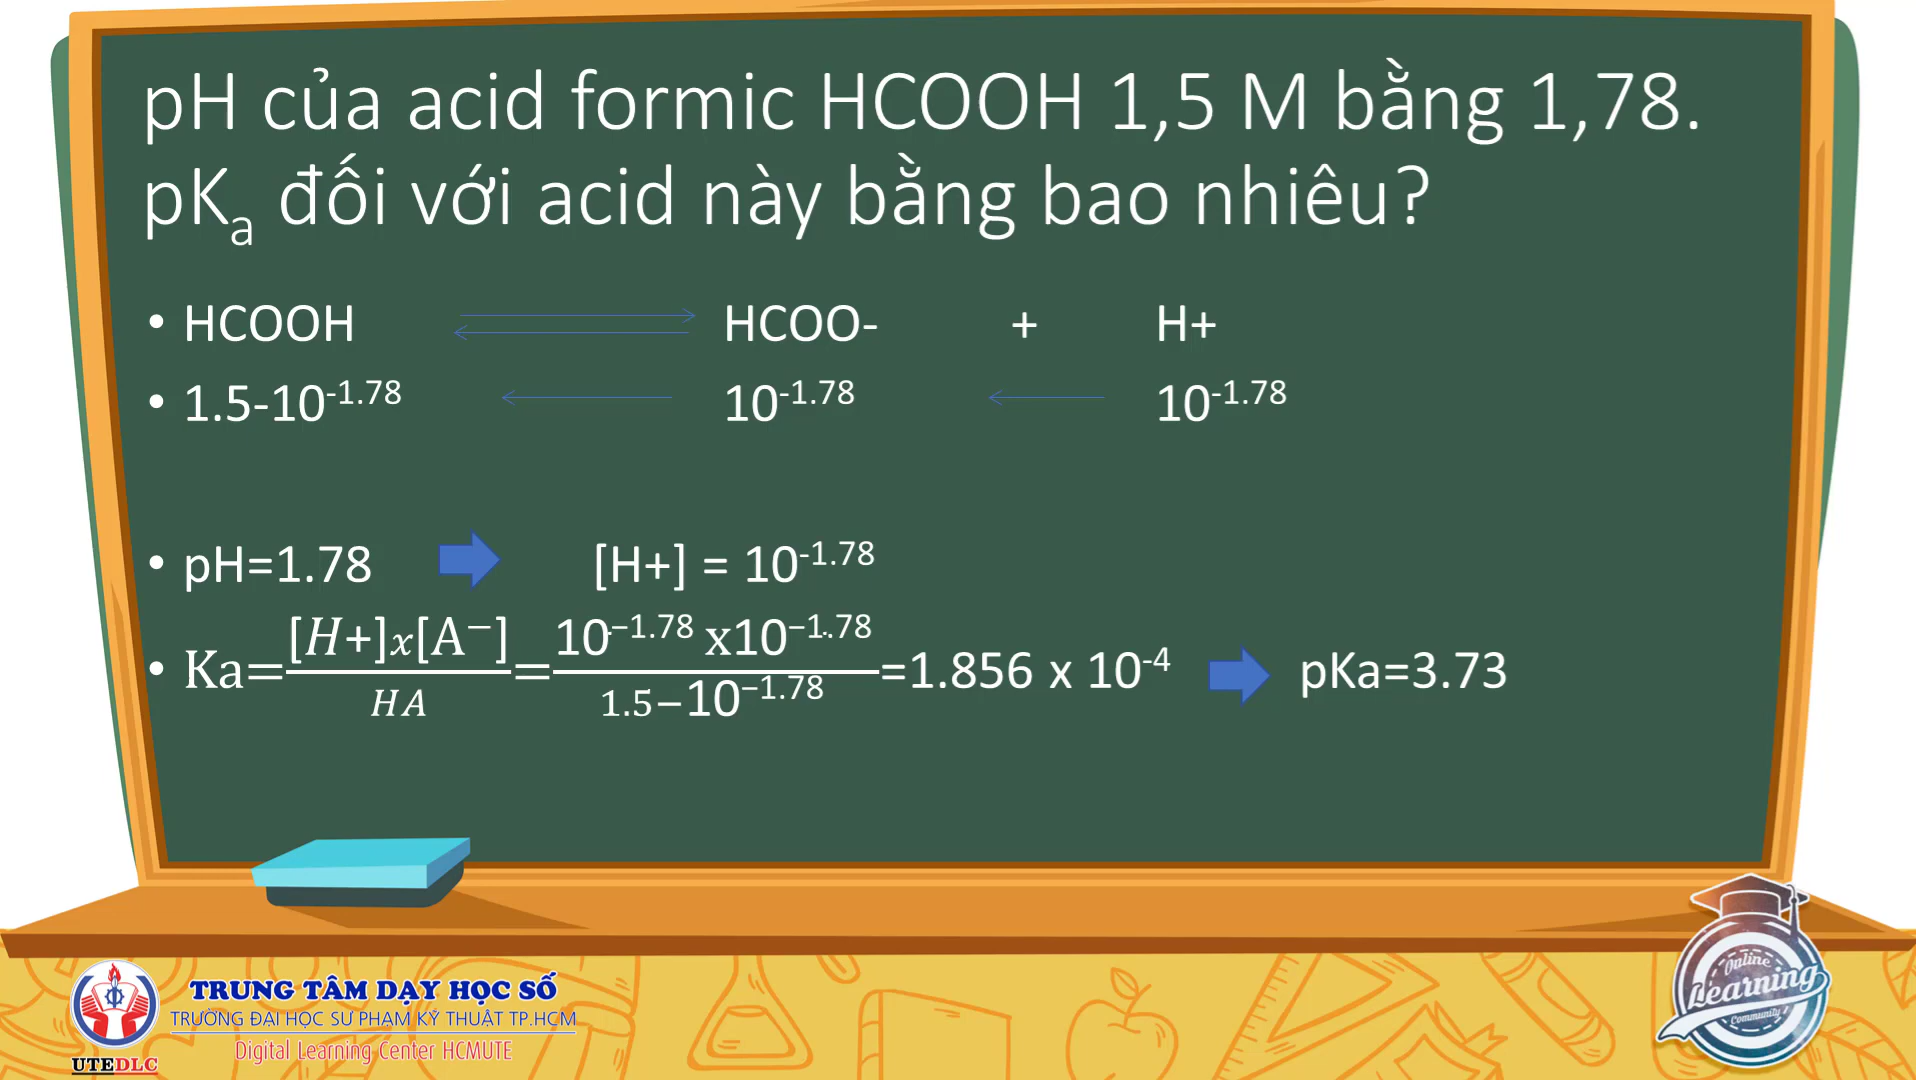 pH của acid formic HCOOH 1,5 M bằng 1,78.
pKa đối với acid này bằng bao nhiêu?
• HCOOH HCOO- + H+
• 1.5-10^-1.78 10^-1.78 10^-1.78
• pH=1.78 [H+] = 10^-1.78
• Ka=[H+]x[A−]/HA=10^−1.78 x10^−1.78/1.5−10^−1.78=1.856 x 10^-4 pKa=3.73
TRUNG TÂM DẠY HỌC SỐ
TRƯỜNG ĐẠI HỌC SƯ PHẠM KỸ THUẬT TP.HCM
Digital Learning Center HCMUTE
UTEDLC
Online
Learning
Community